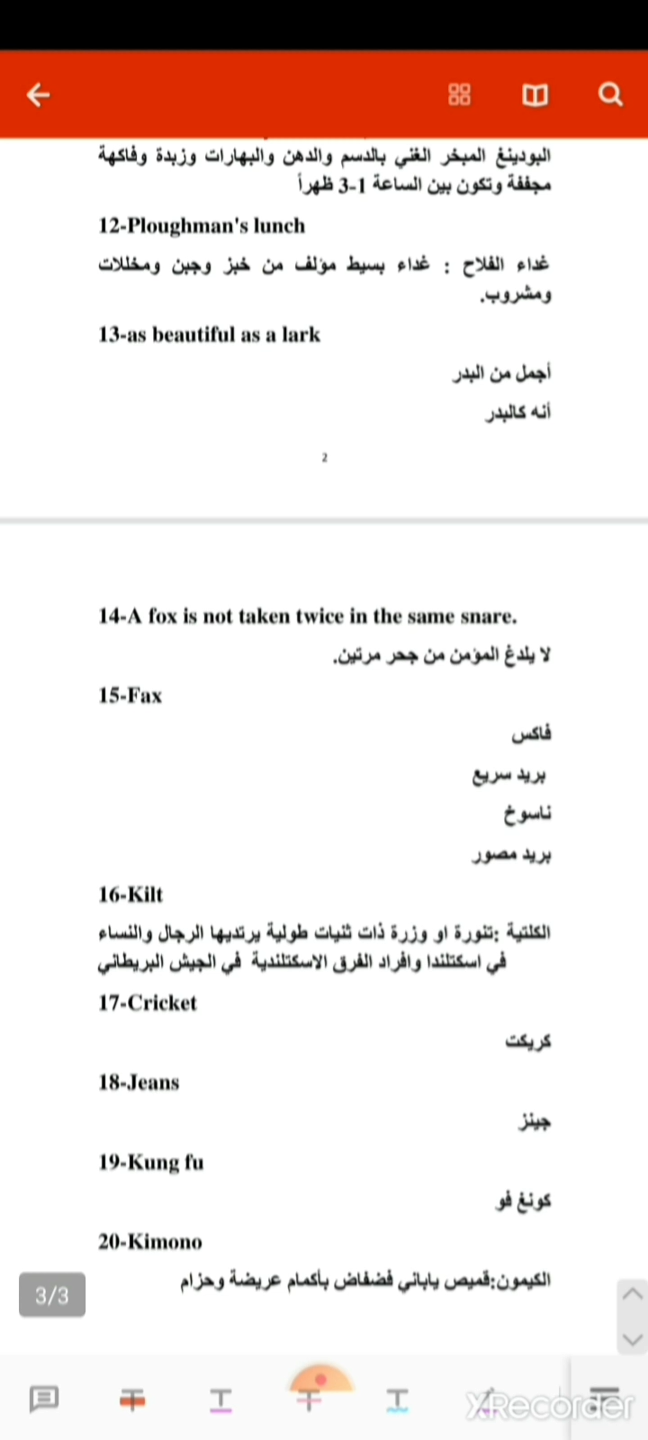 البودينغ المبخر الغني بالدسم والدهن والبهارات وزبدة وفاكهة
مجففة وتكون بين الساعة 1-3 ظهراً
12-Ploughman's lunch
غداء الفلاح : غداء بسيط مؤلف من خبز وجبن ومخللات
ومشروب.
13-as beautiful as a lark
أجمل من البدر
أنه كالبدر
2
14-A fox is not taken twice in the same snare.
لا يلدغ المؤمن من جحر مرتين.
15-Fax
فاكس
بريد سريع
ناسوخ
بريد مصور
16-Kilt
الكلتية :تنورة او وزرة ذات ثنيات طولية يرتديها الرجال والنساء
في اسكتلندا وافراد الفرق الاسكتلندية في الجيش البريطاني
17-Cricket
كريكت
18-Jeans
جينز
19-Kung fu
كونغ فو
20-Kimono
الكيمون:قميص ياباني فضفاض بأكمام عريضة وحزام
3/3
XRecorder